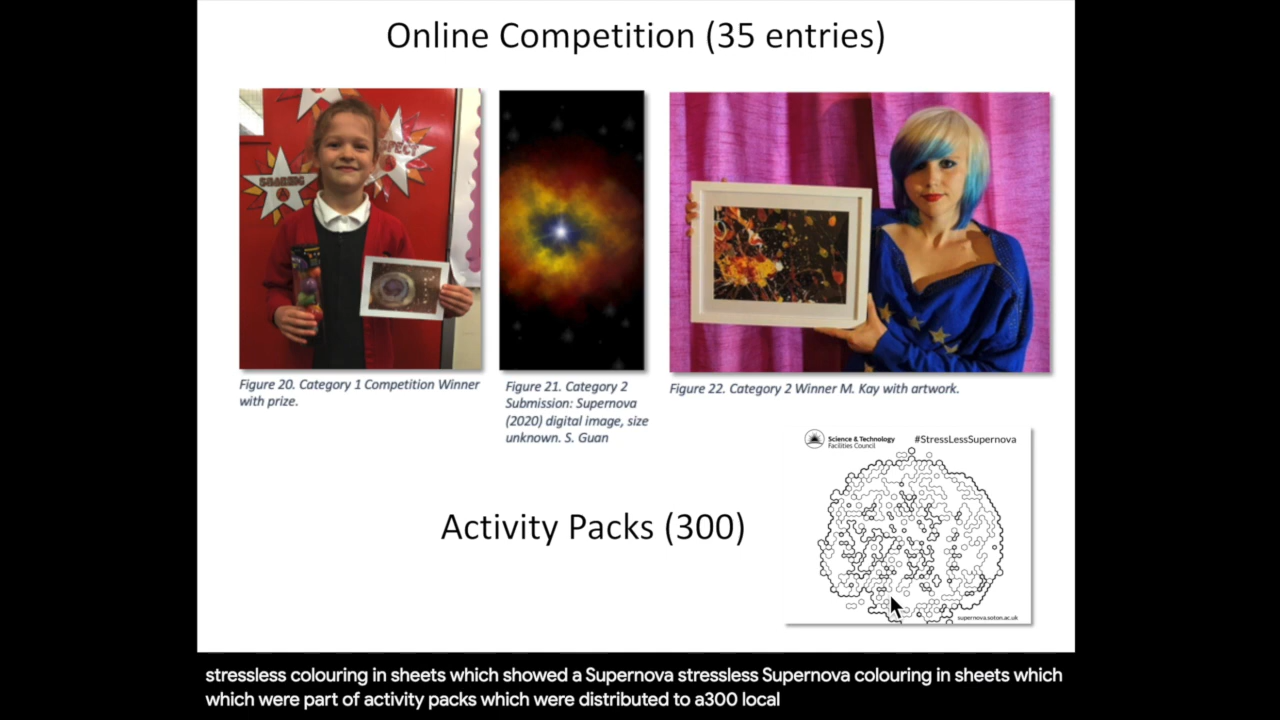 Online Competition (35 entries)
SHARING
Figure 20. Category 1 Competition Winner
with prize.
Figure 21. Category 2
Submission: Supernova
(2020) digital image, size
unknown. S. Guan
Figure 22. Category 2 Winner M. Kay with artwork.
Science & Technology
Facilities Council
#StressLessSupernova
Activity Packs (300)
supernova.soton.ac.uk
stressless colouring in sheets which showed a Supernova stressless Supernova colouring in sheets which
which were part of activity packs which were distributed to a300 local